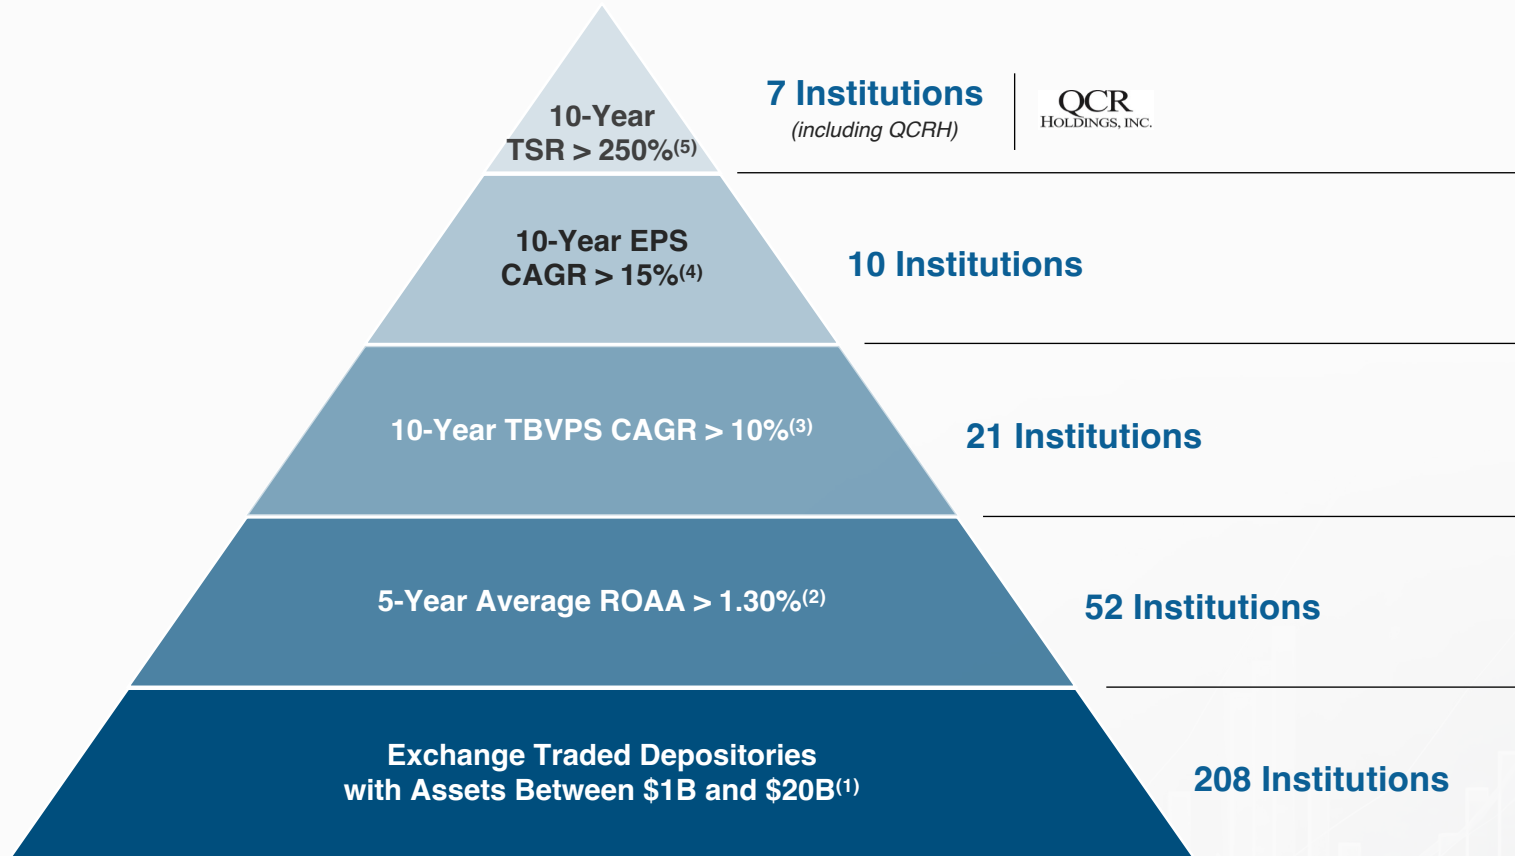 10-Year
TSR > 250%(5)
7 Institutions
(including QCRH)
QCR
HOLDINGS, INC.
10-Year EPS
CAGR > 15%(4)
10 Institutions
10-Year TBVPS CAGR > 10%(3)
21 Institutions
5-Year Average ROAA > 1.30%(2)
52 Institutions
Exchange Traded Depositories
with Assets Between $1B and $20B(1)
208 Institutions